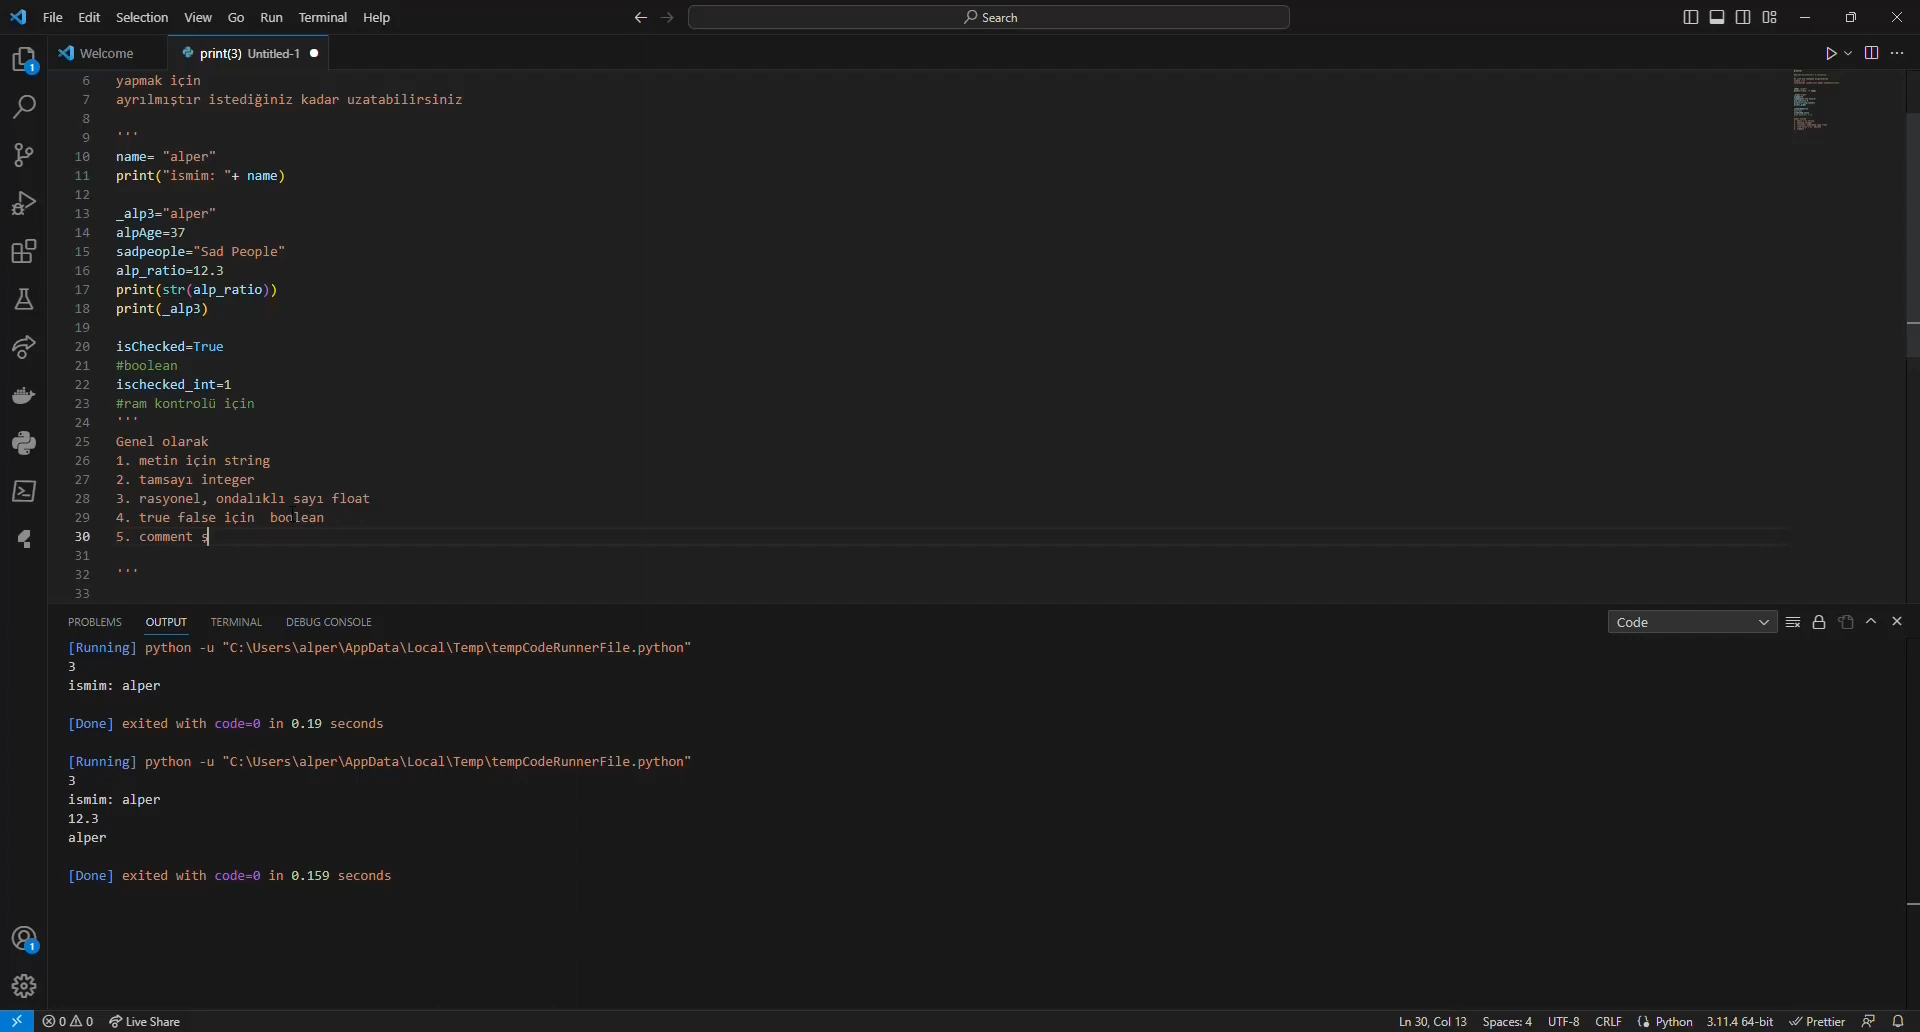 File Edit Selection View Go Run Terminal Help
Search
Welcome
print(3) Untitled-1
6 yapmak için
7 ayrılmıştır istediğiniz kadar uzatabilirsiniz
8
9 '''
10 name= "alper"
11 print("ismim: "+ name)
12
13 _alp3="alper"
14 alpAge=37
15 sadpeople="Sad People"
16 alp_ratio=12.3
17 print(str(alp_ratio))
18 print(_alp3)
19
20 isChecked=True
21 #boolean
22 ischecked_int=1
23 #ram kontrolü için
24 '''
25 Genel olarak
26 1. metin için string
27 2. tamsayı integer
28 3. rasyonel, ondalıklı sayı float
29 4. true false için  boolean
30 5. comment ş
31
32 '''
33
PROBLEMS OUTPUT TERMINAL DEBUG CONSOLE
Code
[Running] python -u "C:\Users\alper\AppData\Local\Temp\tempCodeRunnerFile.python"
3
ismim: alper
[Done] exited with code=0 in 0.19 seconds
[Running] python -u "C:\Users\alper\AppData\Local\Temp\tempCodeRunnerFile.python"
3
ismim: alper
12.3
alper
[Done] exited with code=0 in 0.159 seconds
1
1
0 0 Live Share
Ln 30, Col 13 Spaces: 4 UTF-8 CRLF Python 3.11.4 64-bit Prettier